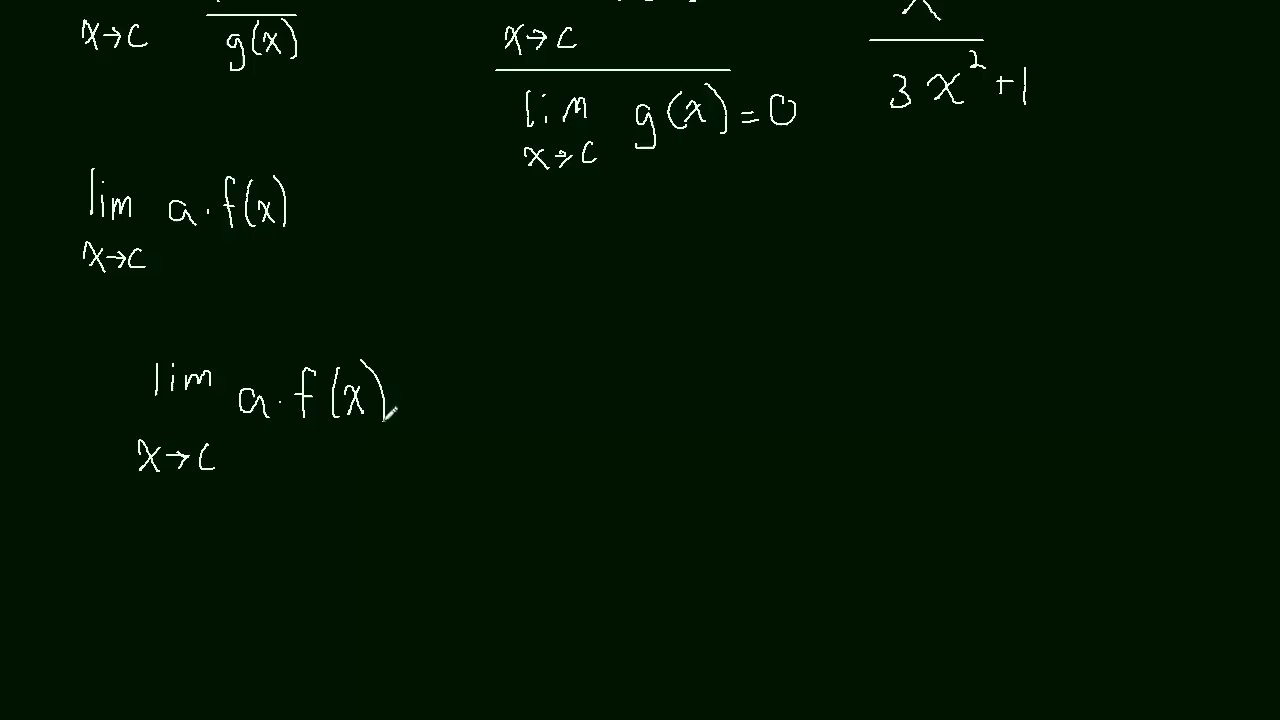 x→c g(x)
x→c
lim g(x) = 0
x→c
x
3x² + 1
lim a·f(x)
x→c
lim a·f(x)
x→c